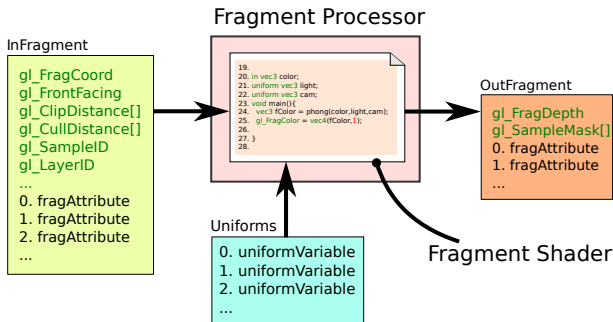 Fragment Processor
InFragment
gl_FragCoord
gl_FrontFacing
gl_ClipDistance[]
gl_CullDistance[]
gl_SampleID
gl_LayerID
...
0. fragAttribute
1. fragAttribute
2. fragAttribute
...
19.
20. in vec3 color;
21. uniform vec3 light;
22. uniform vec3 cam;
23. void main(){
24. vec3 fColor = phong(color,light,cam);
25. gl_FragColor = vec4(fColor,1);
26.
27. }
28.
OutFragment
gl_FragDepth
gl_SampleMask[]
0. fragAttribute
1. fragAttribute
...
Uniforms
0. uniformVariable
1. uniformVariable
2. uniformVariable
...
Fragment Shader